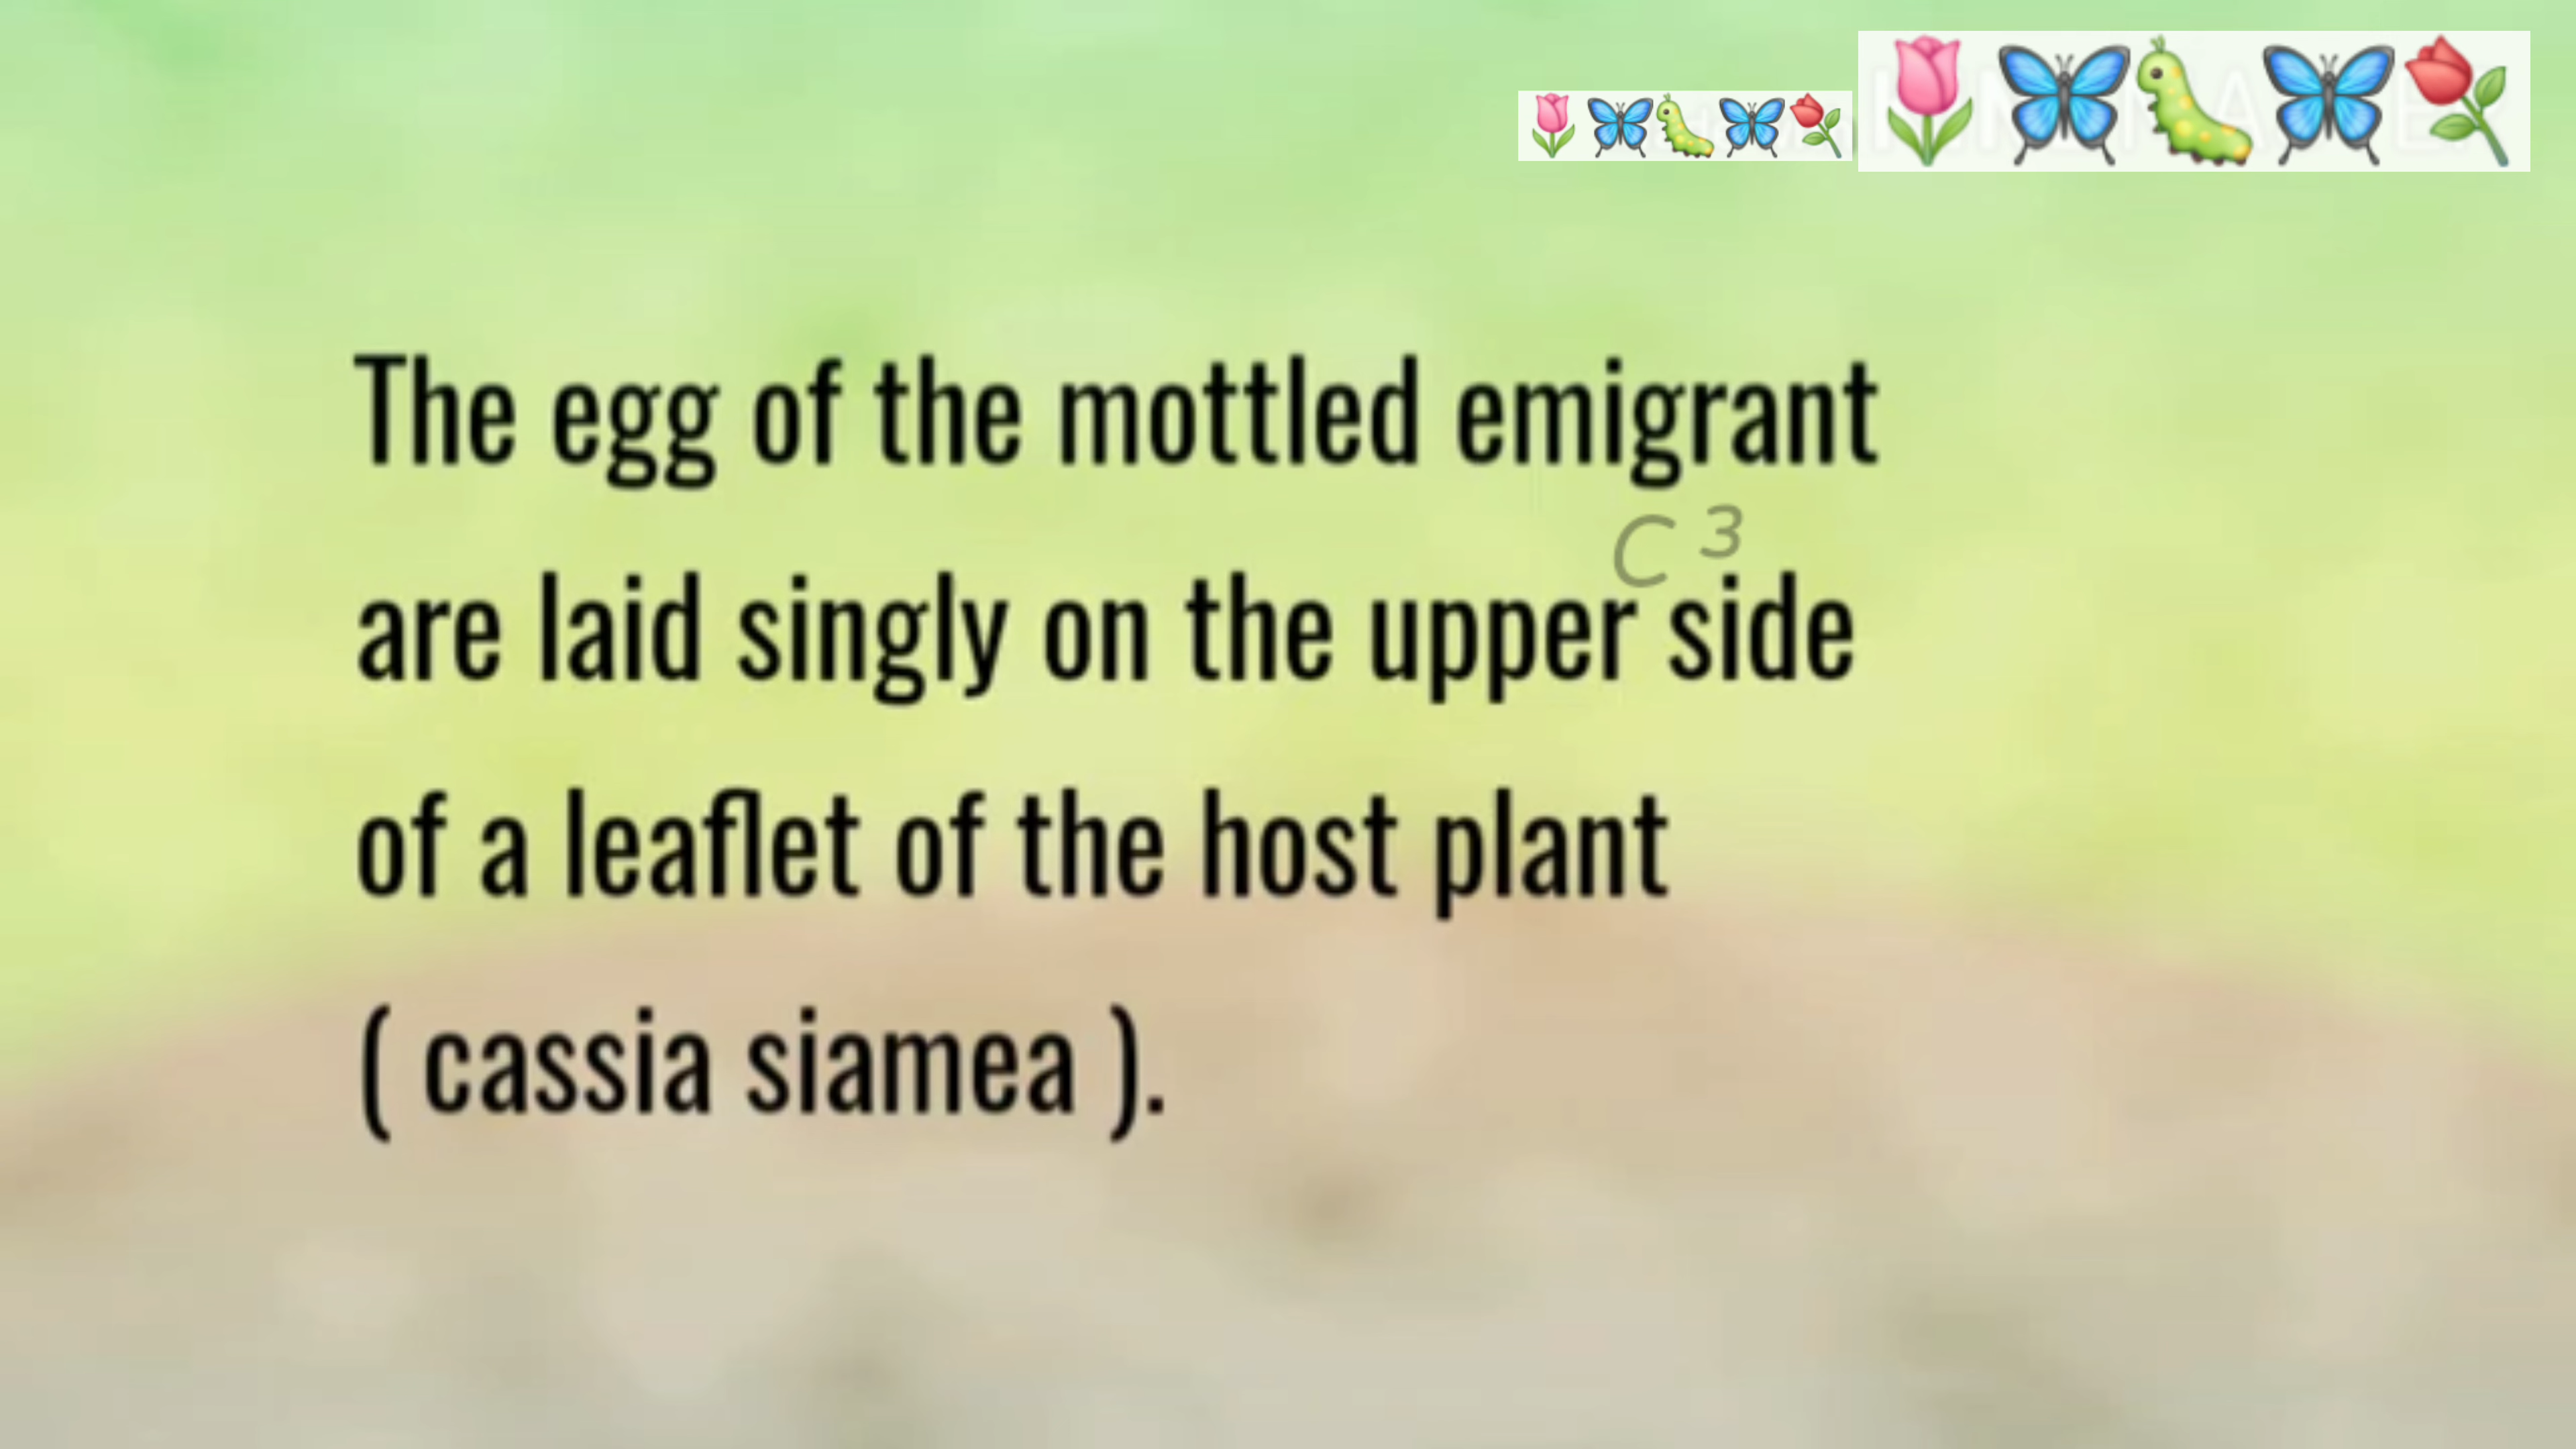 The egg of the mottled emigrant
C ³
are laid singly on the upper side
of a leaflet of the host plant
( cassia siamea ).